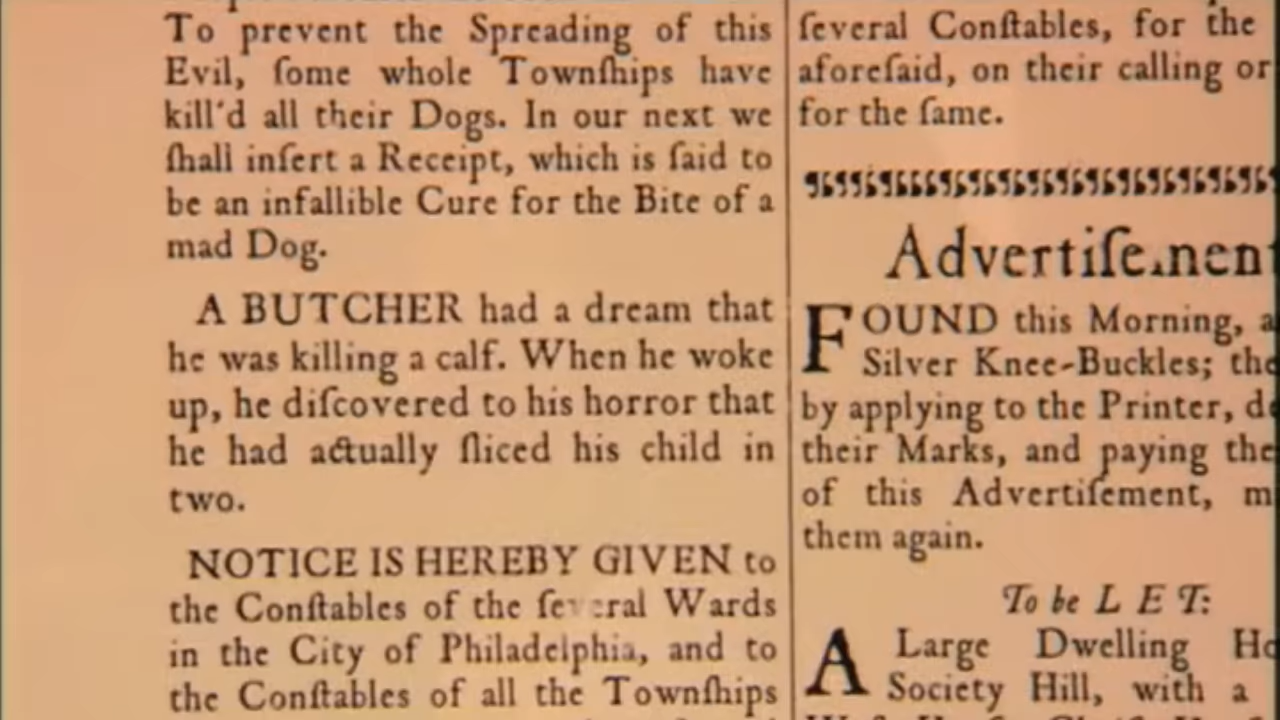 To prevent the Spreading of this
Evil, ſome whole Townſhips have
kill'd all their Dogs. In our next we
ſhall inſert a Receipt, which is ſaid to
be an infallible Cure for the Bite of a
mad Dog.
A BUTCHER had a dream that
he was killing a calf. When he woke
up, he diſcovered to his horror that
he had actually ſliced his child in
two.
NOTICE IS HEREBY GIVEN to
the Conſtables of the ſeveral Wards
in the City of Philadelphia, and to
the Conſtables of all the Townſhips
ſeveral Conſtables, for the
aforeſaid, on their calling or
for the ſame.
Advertiſement
FOUND this Morning, a
Silver Knee-Buckles; the
by applying to the Printer, de
their Marks, and paying the
of this Advertiſement, m
them again.
To be LET:
A Large Dwelling Ho
Society Hill, with a